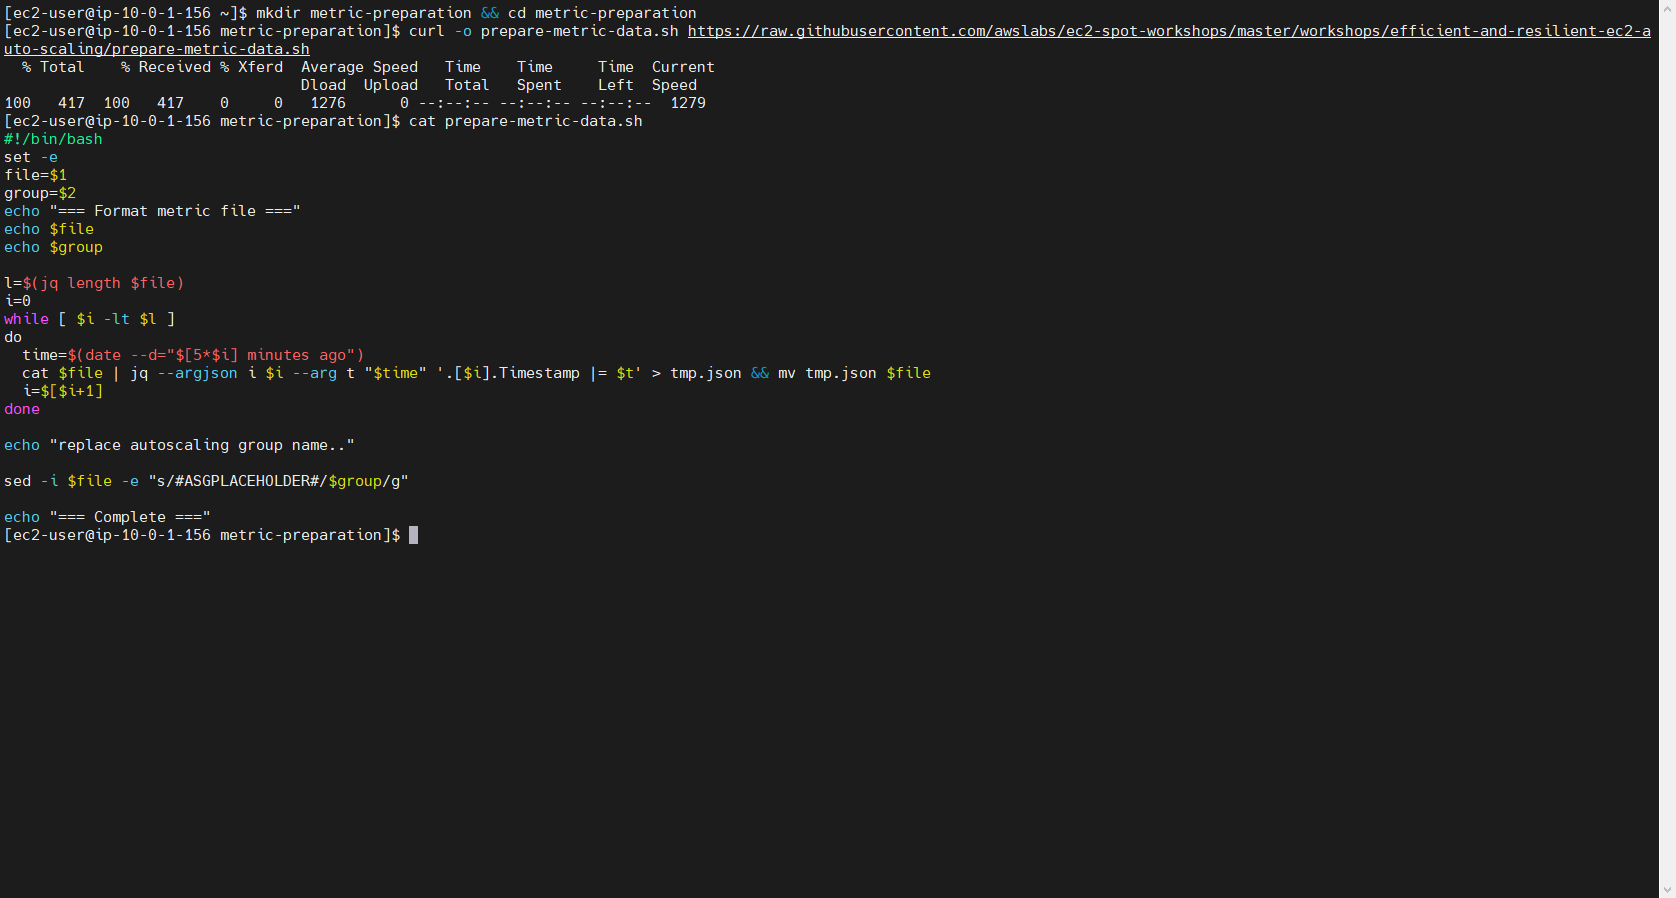 [ec2-user@ip-10-0-1-156 ~]$ mkdir metric-preparation && cd metric-preparation
[ec2-user@ip-10-0-1-156 metric-preparation]$ curl -o prepare-metric-data.sh https://raw.githubusercontent.com/awslabs/ec2-spot-workshops/master/workshops/efficient-and-resilient-ec2-a
uto-scaling/prepare-metric-data.sh
  % Total    % Received % Xferd  Average Speed   Time    Time     Time  Current
                                 Dload  Upload   Total   Spent    Left  Speed
100   417  100   417    0     0   1276      0 --:--:-- --:--:-- --:--:--  1279
[ec2-user@ip-10-0-1-156 metric-preparation]$ cat prepare-metric-data.sh
#!/bin/bash
set -e
file=$1
group=$2
echo "=== Format metric file ==="
echo $file
echo $group

l=$(jq length $file)
i=0
while [ $i -lt $l ]
do
  time=$(date --d="$[5*$i] minutes ago")
  cat $file | jq --argjson i $i --arg t "$time" '.[$i].Timestamp |= $t' > tmp.json && mv tmp.json $file
  i=$[$i+1]
done

echo "replace autoscaling group name.."

sed -i $file -e "s/#ASGPLACEHOLDER#/$group/g"

echo "=== Complete ==="
[ec2-user@ip-10-0-1-156 metric-preparation]$